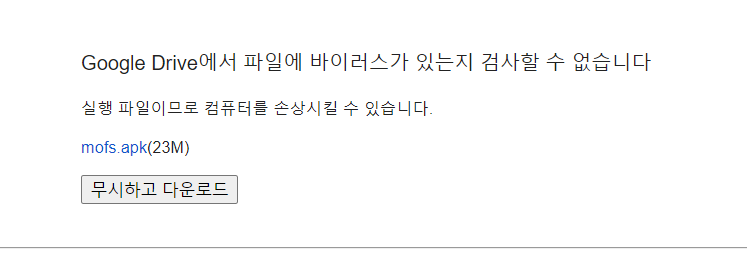 Google Drive에서 파일에 바이러스가 있는지 검사할 수 없습니다
실행 파일이므로 컴퓨터를 손상시킬 수 있습니다.
mofs.apk(23M)
무시하고 다운로드